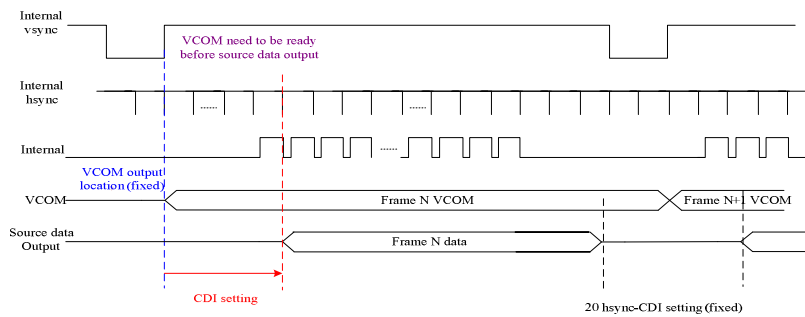 Internal
vsync
VCOM need to be ready
before source data output
Internal
hsync
......
......
Internal
......
VCOM output
location (fixed)
VCOM
Frame N VCOM
Frame N+1 VCOM
Source data
Output
Frame N data
CDI setting
20 hsync-CDI setting (fixed)